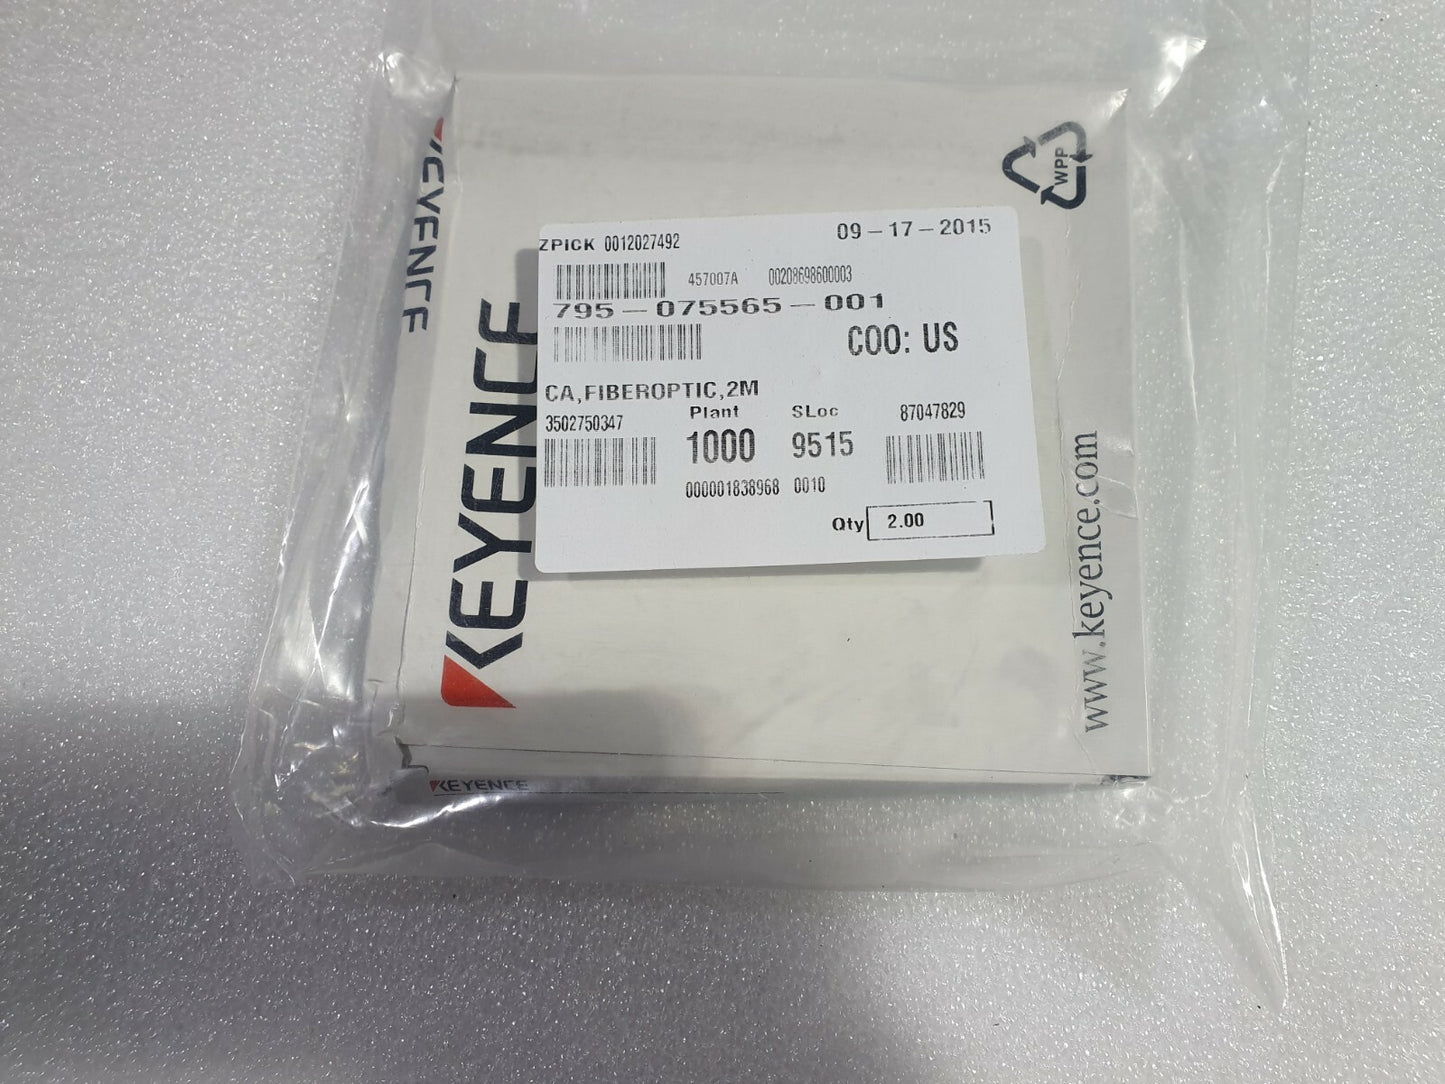 WPP
KEYENCE
KEYENCE
ZPICK 0012027492
09-17-2015
457007A 00208698600003
795-075565-001
COO: US
CA,FIBEROPTIC,2M
3502750347
Plant SLoc
87047829
1000 9515
000001838968 0010
Qty 2.00
www.keyence.com
KEYENCE